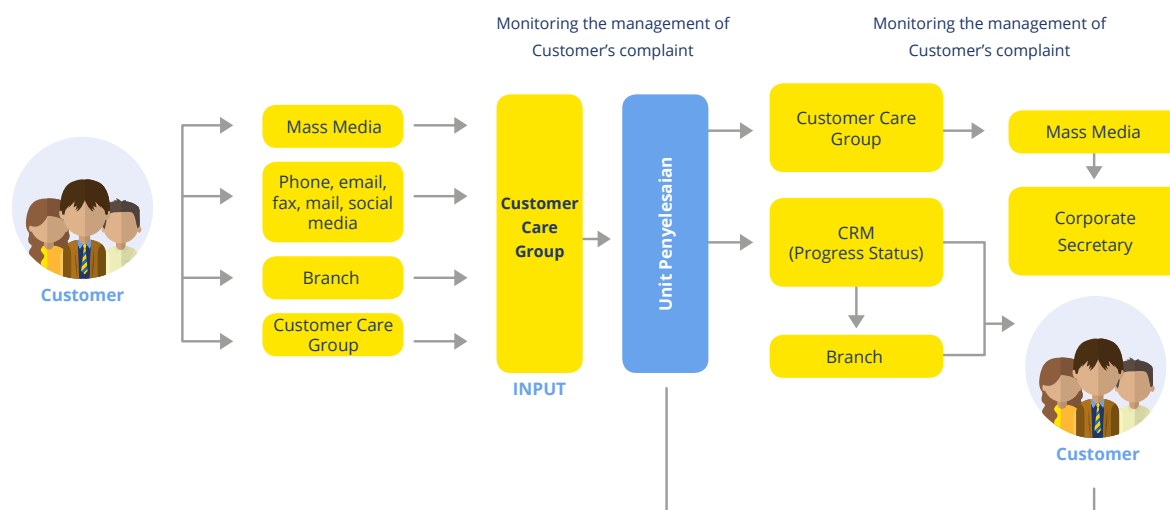 Monitoring the management of
Customer's complaint
Monitoring the management of
Customer's complaint
Customer
Mass Media
Phone, email,
fax, mail, social
media
Branch
Customer Care
Group
Customer
Care
Group
INPUT
Unit Penyelesaian
Customer Care
Group
CRM
(Progress Status)
Branch
Mass Media
Corporate
Secretary
Customer